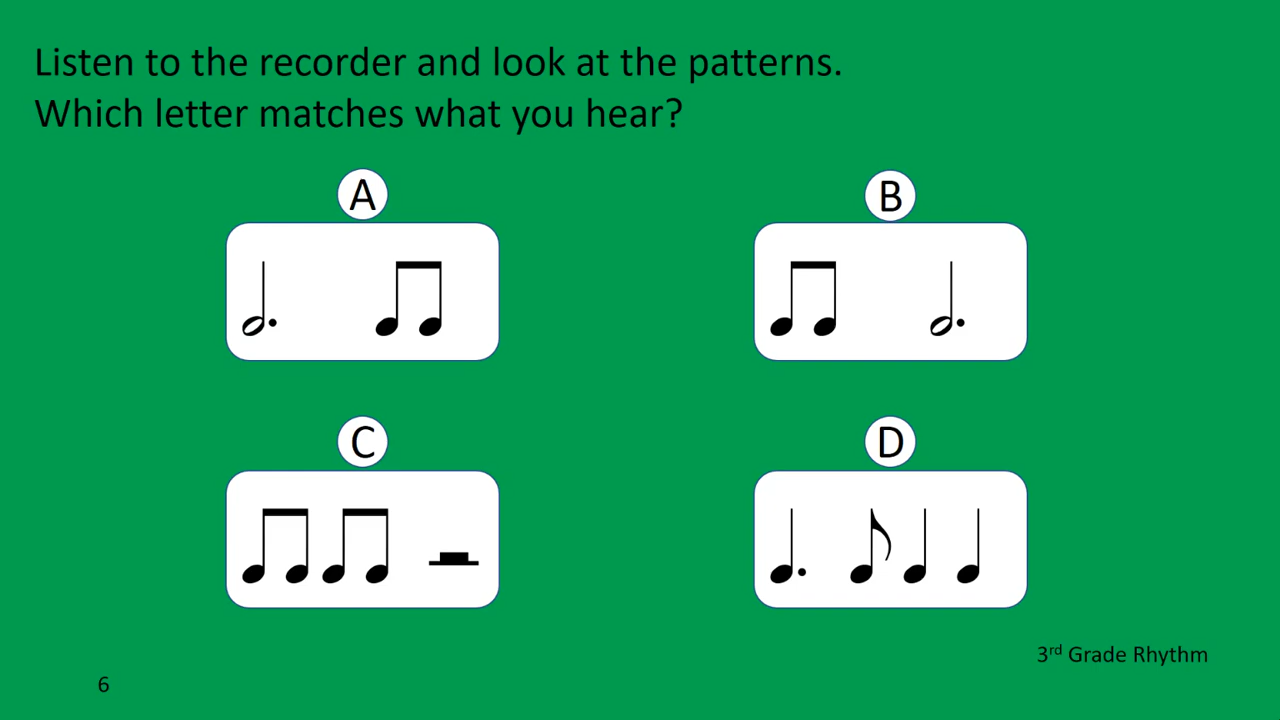 Listen to the recorder and look at the patterns.
Which letter matches what you hear?
A
B
C
D
3rd Grade Rhythm
6